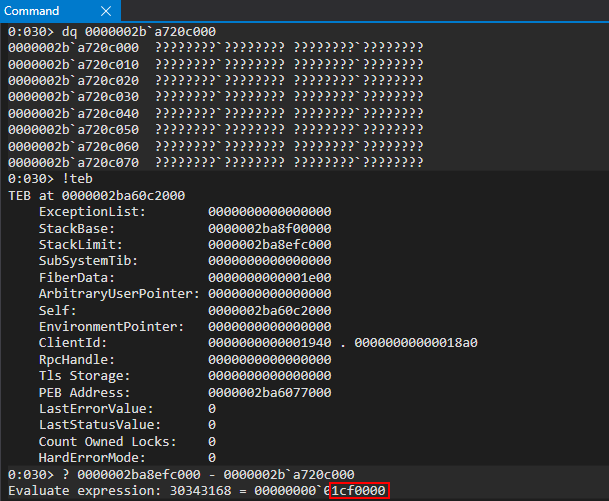 Command X
0:030> dq 0000002b`a720c000
0000002b`a720c000  ????????`???????? ????????`????????
0000002b`a720c010  ????????`???????? ????????`????????
0000002b`a720c020  ????????`???????? ????????`????????
0000002b`a720c030  ????????`???????? ????????`????????
0000002b`a720c040  ????????`???????? ????????`????????
0000002b`a720c050  ????????`???????? ????????`????????
0000002b`a720c060  ????????`???????? ????????`????????
0000002b`a720c070  ????????`???????? ????????`????????
0:030> !teb
TEB at 0000002ba60c2000
    ExceptionList:        0000000000000000
    StackBase:            0000002ba8f00000
    StackLimit:           0000002ba8efc000
    SubSystemTib:         0000000000000000
    FiberData:            0000000000001e00
    ArbitraryUserPointer: 0000000000000000
    Self:                 0000002ba60c2000
    EnvironmentPointer:   0000000000000000
    ClientId:             0000000000001940 . 00000000000018a0
    RpcHandle:            0000000000000000
    Tls Storage:          0000000000000000
    PEB Address:          0000002ba6077000
    LastErrorValue:       0
    LastStatusValue:      0
    Count Owned Locks:    0
    HardErrorMode:        0
0:030> ? 0000002ba8efc000 - 0000002b`a720c000
Evaluate expression: 30343168 = 00000000`01cf0000